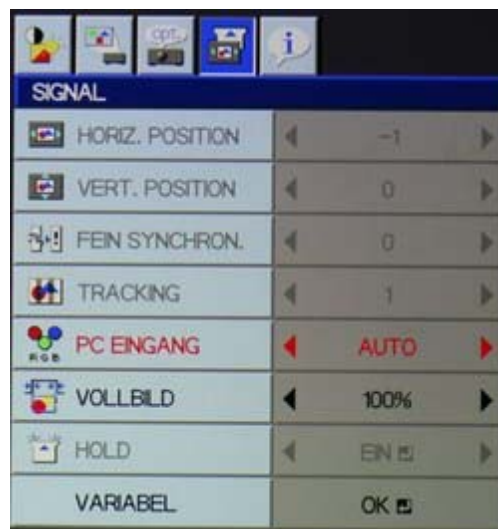 opt.
i
SIGNAL
HORIZ. POSITION -1
VERT. POSITION 0
FEIN SYNCHRON. 0
TRACKING 1
RGB PC EINGANG AUTO
VOLLBILD 100%
HOLD EIN
VARIABEL OK